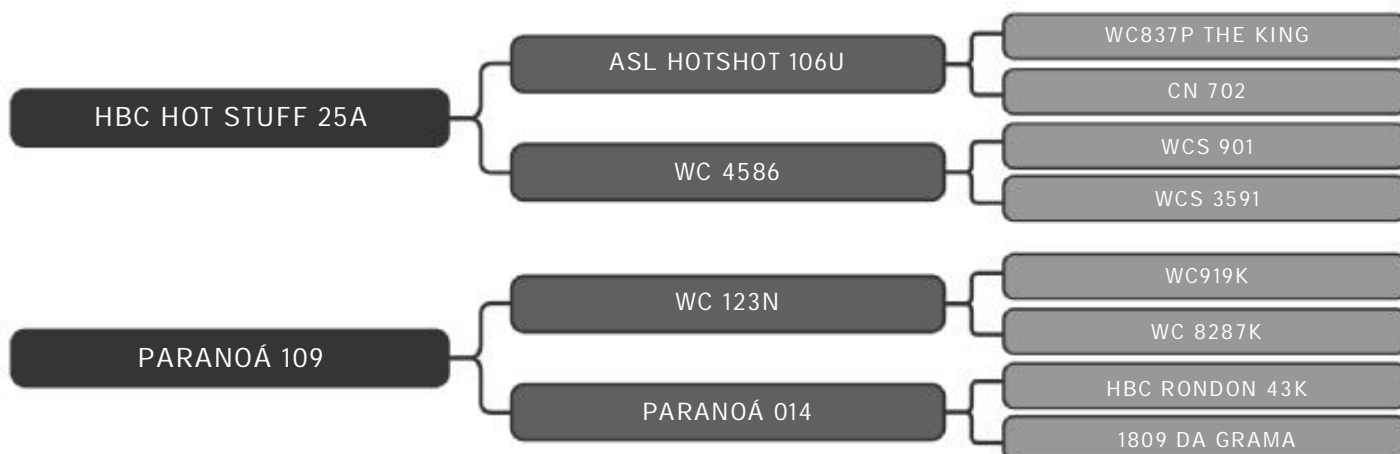 HBC HOT STUFF 25A
ASL HOTSHOT 106U
WC837P THE KING
CN 702
WC 4586
WCS 901
WCS 3591
PARANOÁ 109
WC 123N
WC919K
WC 8287K
PARANOÁ 014
HBC RONDON 43K
1809 DA GRAMA